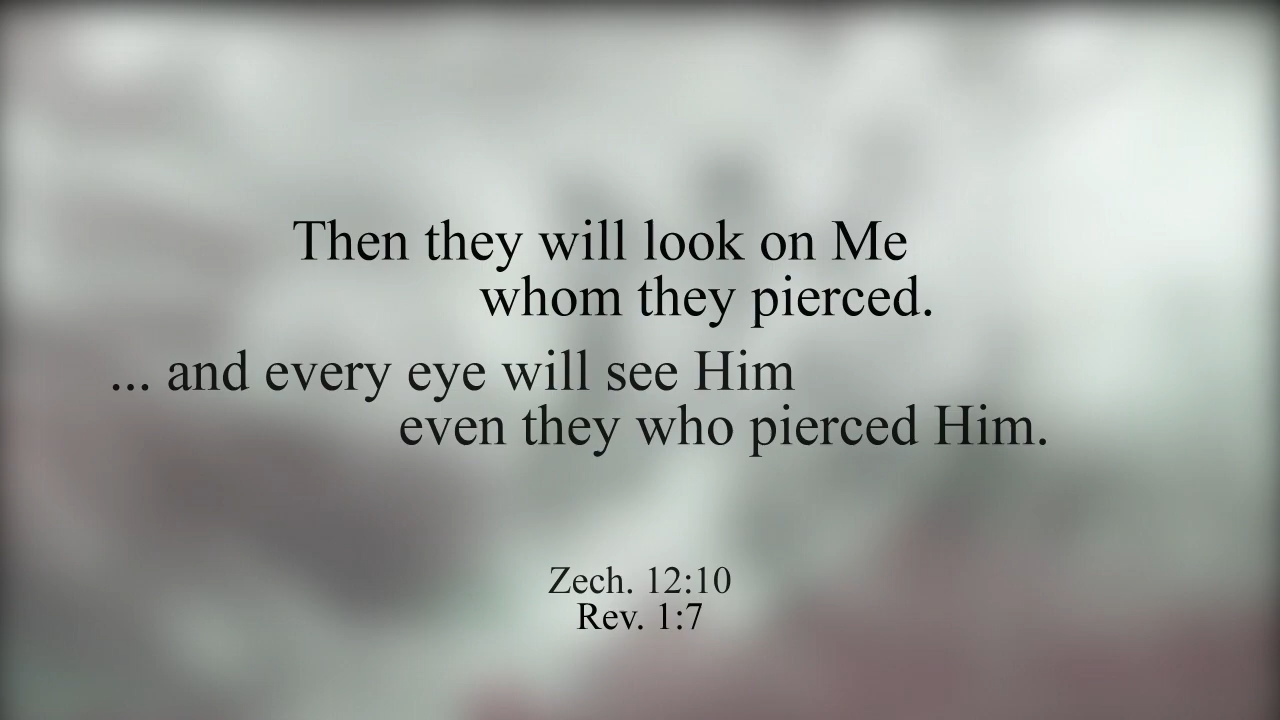 Then they will look on Me
whom they pierced.
... and every eye will see Him
even they who pierced Him.
Zech. 12:10
Rev. 1:7